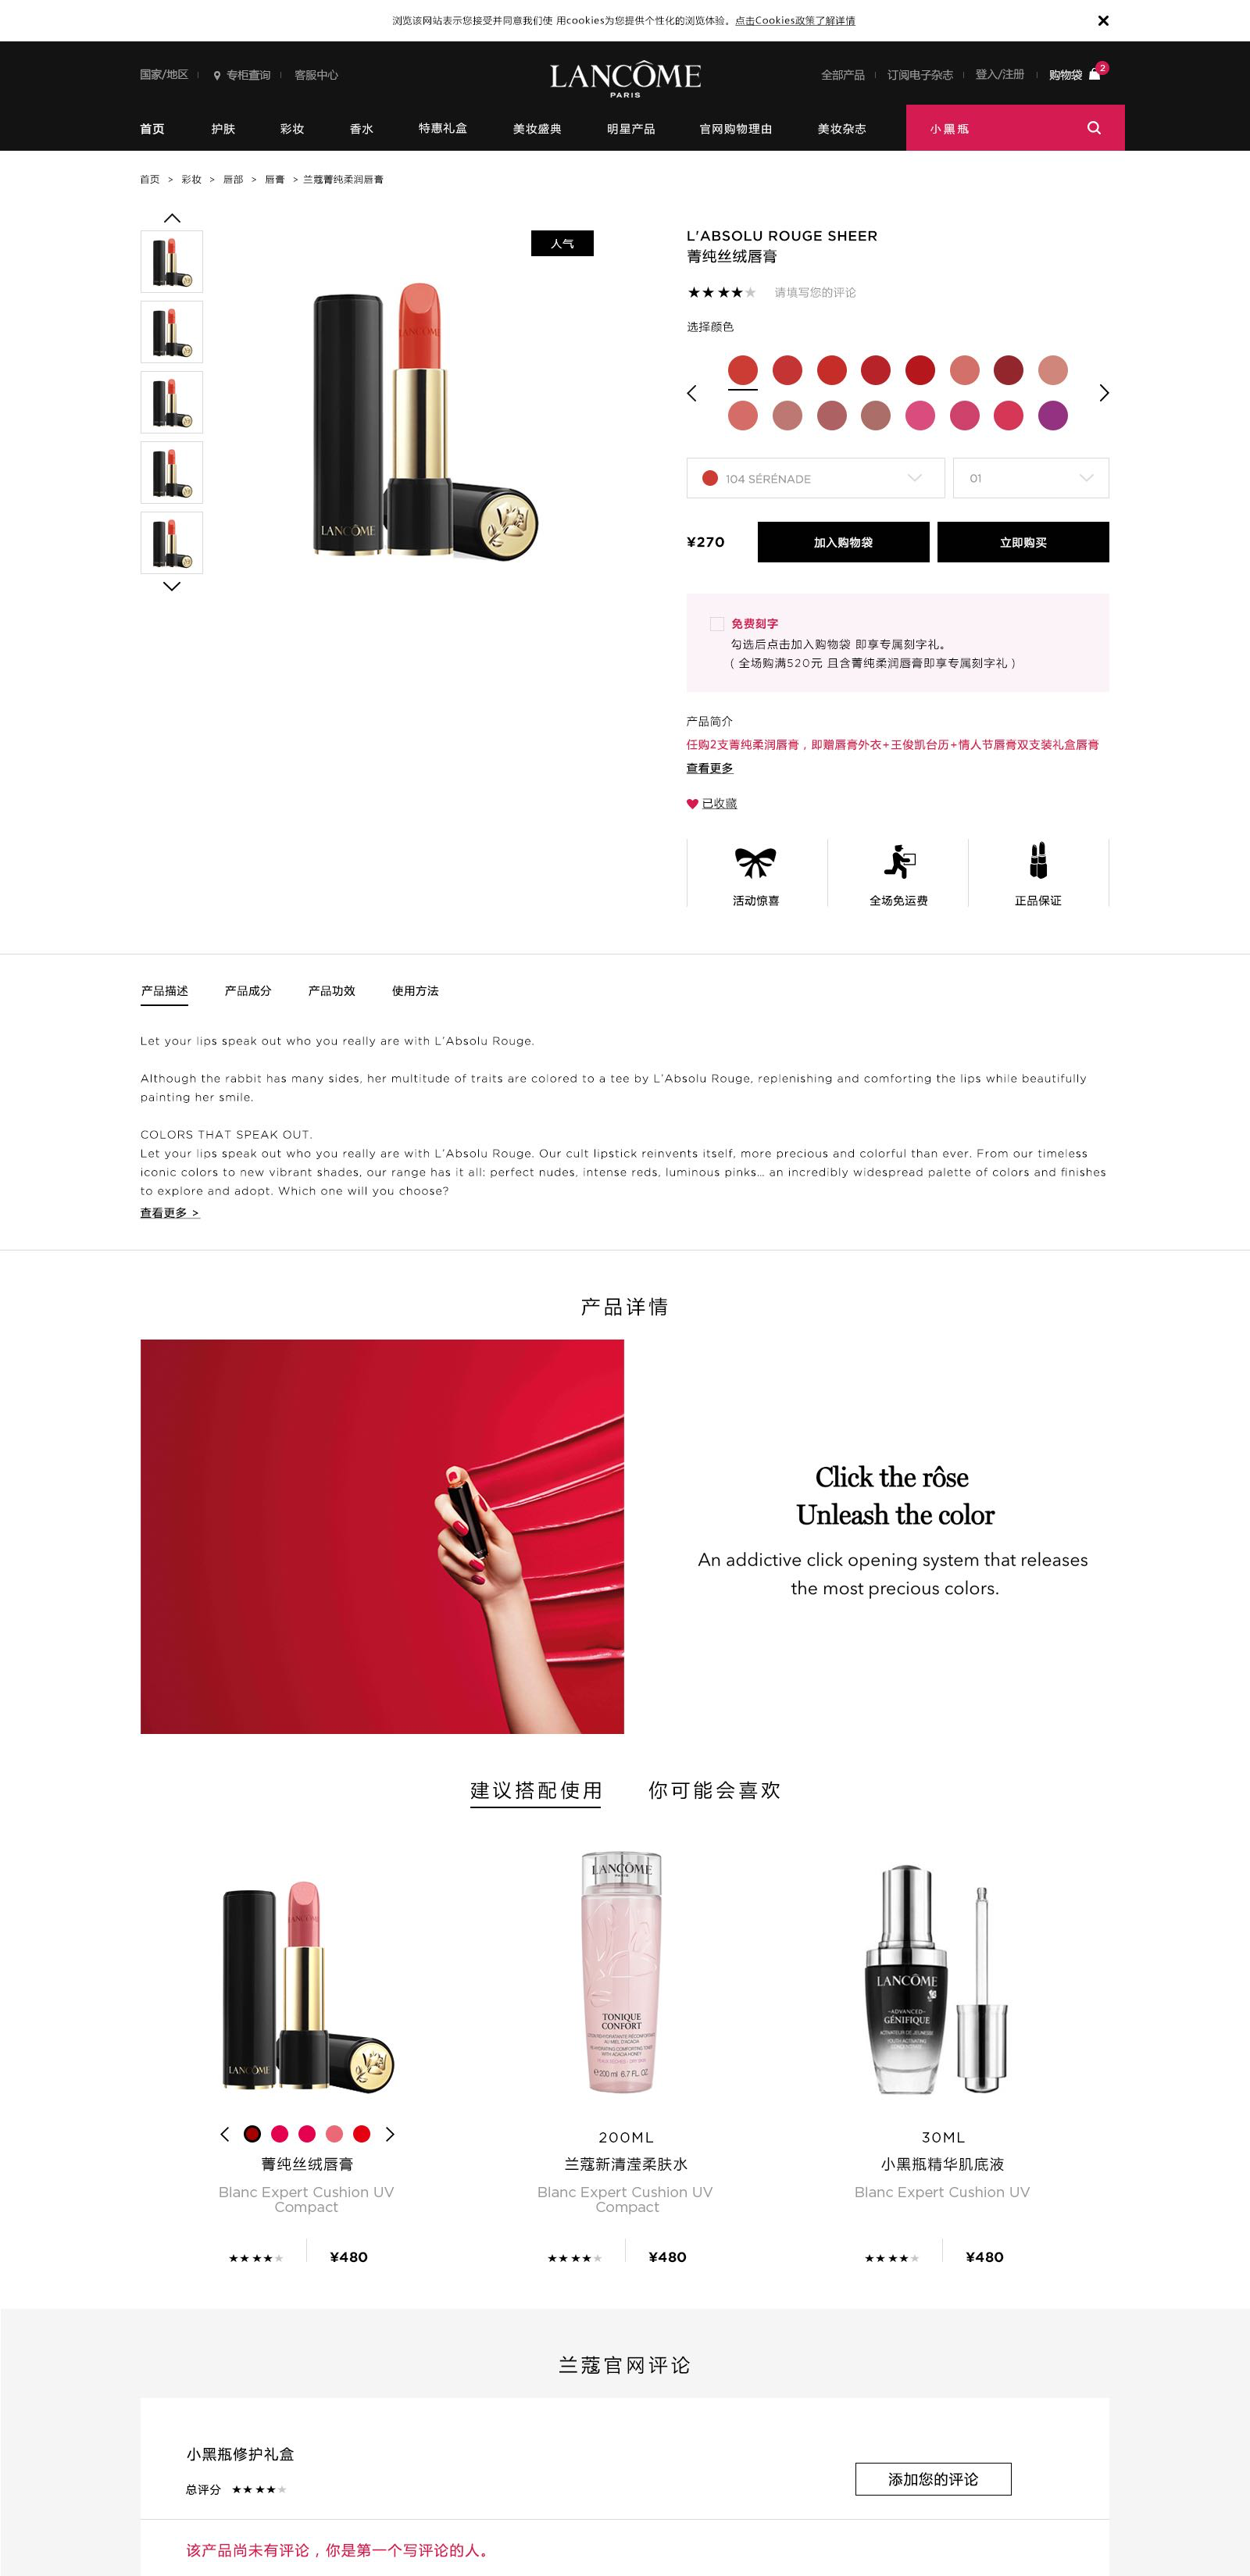 浏览该网站表示您接受并同意我们使 用cookies为您提供个性化的浏览体验。点击Cookies政策了解详情
国家/地区 专柜查询 客服中心
LANCÔME
PARIS
全部产品 订阅电子杂志 登入/注册 购物袋 2
首页 护肤 彩妆 香水 特惠礼盒 美妆盛典 明星产品 官网购物理由 美妆杂志 小黑瓶
首页 > 彩妆 > 唇部 > 唇膏 > 兰蔻菁纯柔润唇膏
人气
LANCÔME
LANCÔME
L'ABSOLU ROUGE SHEER
菁纯丝绒唇膏
请填写您的评论
选择颜色
104 SÉRÉNADE
01
¥270
加入购物袋
立即购买
免费刻字
勾选后点击加入购物袋 即享专属刻字礼。
( 全场购满520元 且含菁纯柔润唇膏即享专属刻字礼 )
产品简介
任购2支菁纯柔润唇膏，即赠唇膏外衣+王俊凯台历+情人节唇膏双支装礼盒唇膏
查看更多
已收藏
活动惊喜 全场免运费 正品保证
产品描述 产品成分 产品功效 使用方法
Let your lips speak out who you really are with L'Absolu Rouge.
Although the rabbit has many sides, her multitude of traits are colored to a tee by L'Absolu Rouge, replenishing and comforting the lips while beautifully
painting her smile.
COLORS THAT SPEAK OUT.
Let your lips speak out who you really are with L'Absolu Rouge. Our cult lipstick reinvents itself, more precious and colorful than ever. From our timeless
iconic colors to new vibrant shades, our range has it all: perfect nudes, intense reds, luminous pinks... an incredibly widespread palette of colors and finishes
to explore and adopt. Which one will you choose?
查看更多 >
产品详情
Click the rôse
Unleash the color
An addictive click opening system that releases
the most precious colors.
建议搭配使用 你可能会喜欢
LANCÔME
LANCÔME
LANCÔME
PARIS
TONIQUE
CONFORT
200 ml 6.7 FL. OZ
LANCÔME
ADVANCED
GÉNIFIQUE
200ML
30ML
菁纯丝绒唇膏
兰蔻新清滢柔肤水
小黑瓶精华肌底液
Blanc Expert Cushion UV
Compact
Blanc Expert Cushion UV
Compact
Blanc Expert Cushion UV
¥480
¥480
¥480
兰蔻官网评论
小黑瓶修护礼盒
总评分
添加您的评论
该产品尚未有评论，你是第一个写评论的人。